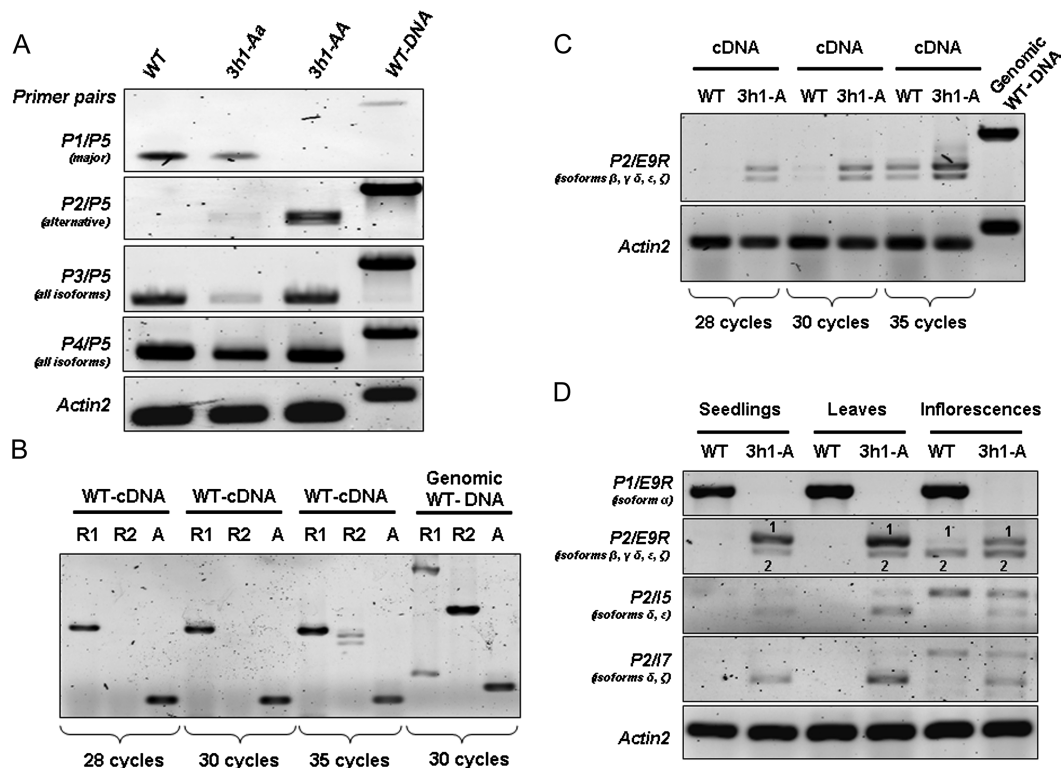 A
WT 3h1-Aa 3h1-AA WT-DNA
Primer pairs
P1/P5
(major)
P2/P5
(alternative)
P3/P5
(all isoforms)
P4/P5
(all isoforms)
Actin2
B
WT-cDNA WT-cDNA WT-cDNA Genomic WT-DNA
R1 R2 A R1 R2 A R1 R2 A R1 R2 A
28 cycles 30 cycles 35 cycles 30 cycles
C
cDNA cDNA cDNA Genomic WT-DNA
WT 3h1-A WT 3h1-A WT 3h1-A
P2/E9R
(isoforms β, γ δ, ε, ζ)
Actin2
28 cycles 30 cycles 35 cycles
D
Seedlings Leaves Inflorescences
WT 3h1-A WT 3h1-A WT 3h1-A
P1/E9R
(isoform α)
1 1 1 1
P2/E9R
(isoforms β, γ δ, ε, ζ)
2 2 2 2
P2/I5
(isoforms δ, ε)
P2/I7
(isoforms δ, ζ)
Actin2